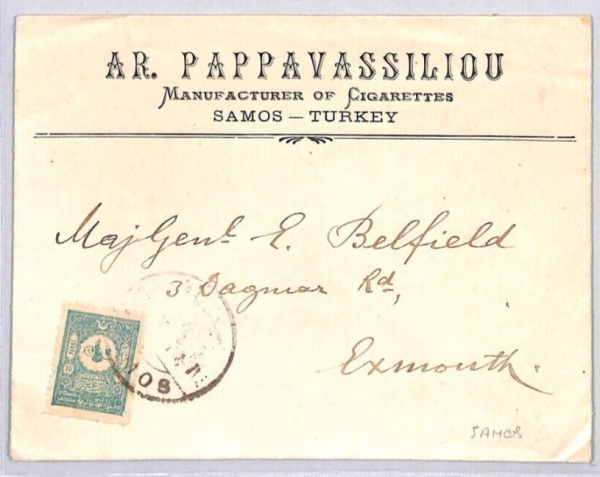 AR. PAPPAVASSILIOU
MANUFACTURER OF CIGARETTES
SAMOS – TURKEY
Maj Genl. E. Belfield
3 Dagmar Rd,
Exmouth.
SAMOS